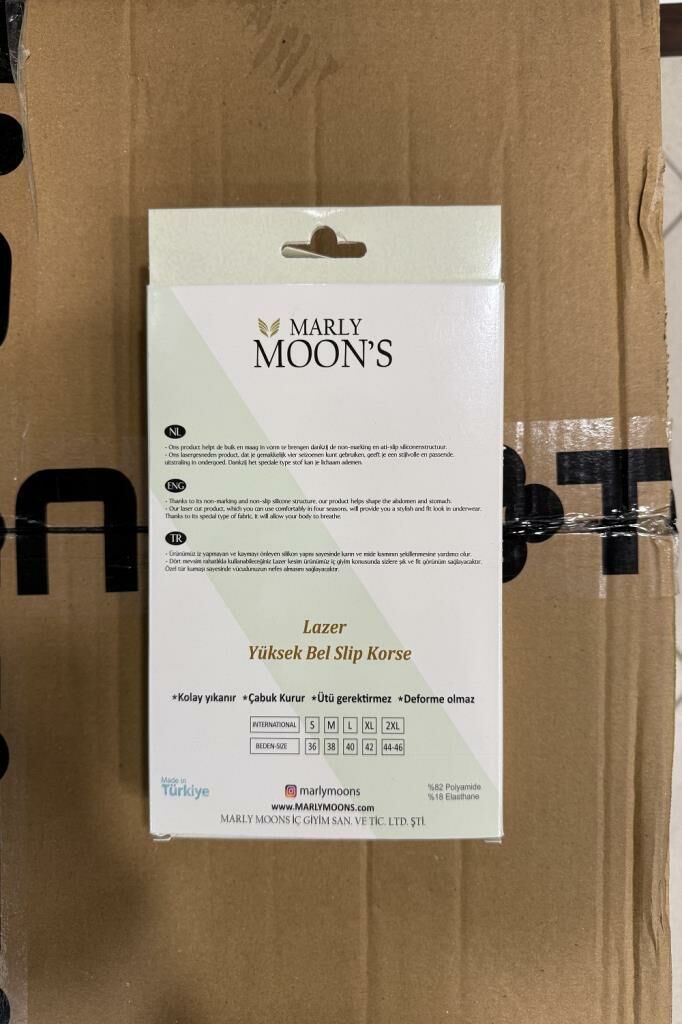 MARLY
MOON'S
NL
- Ons product helpt de buik en maag in vorm te brengen dankzij de non-marking en ati-slip siliconenstructuur.
- Ons lasergesneden product, dat je gemakkelijk vier seizoenen kunt gebruiken, geeft je een stijlvolle en passende.
uitstraling in ondergoed. Dankzij het speciale type stof kan je lichaam ademen.
ENG
- Thanks to its non-marking and non-slip silicone structure, our product helps shape the abdomen and stomach.
- Our laser cut product, which you can use comfortably in four seasons, will provide you a stylish and fit look in underwear.
Thanks to its special type of fabric, it will allow your body to breathe.
TR
- Ürünümüz iz yapmayan ve kaymayı önleyen silikon yapısı sayesinde karın ve mide kısmının şekillenmesine yardımcı olur.
- Dört mevsim rahatlıkla kullanabileceğiniz Lazer kesim ürünümüz iç giyim konusunda sizlere şık ve fit görünüm sağlayacaktır.
Özel tür kumaşı sayesinde vücudunuzun nefes almasını sağlayacaktır.
Lazer
Yüksek Bel Slip Korse
*Kolay yıkanır *Çabuk Kurur *Ütü gerektirmez *Deforme olmaz
INTERNATIONAL S M L XL 2XL
BEDEN-SIZE 36 38 40 42 44-46
Made in
Türkiye
marlymoons
www.MARLYMOONS.com
MARLY MOONS İÇ GİYİM SAN. VE TİC. LTD. ŞTİ.
%82 Polyamide
%18 Elasthane